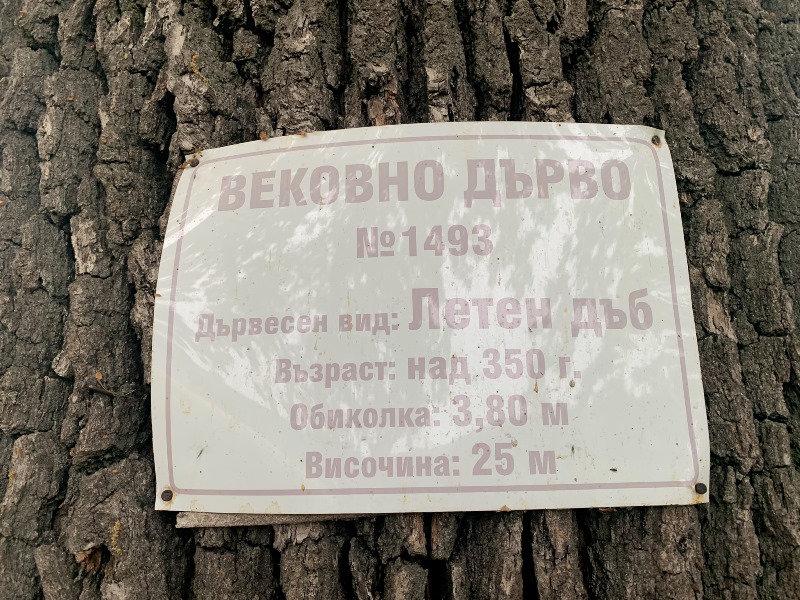 ВЕКОВНО ДЪРВО
№1493
Дървесен вид: Летен дъб
Възраст: над 350 г.
Обиколка: 3,80 м
Височина: 25 м